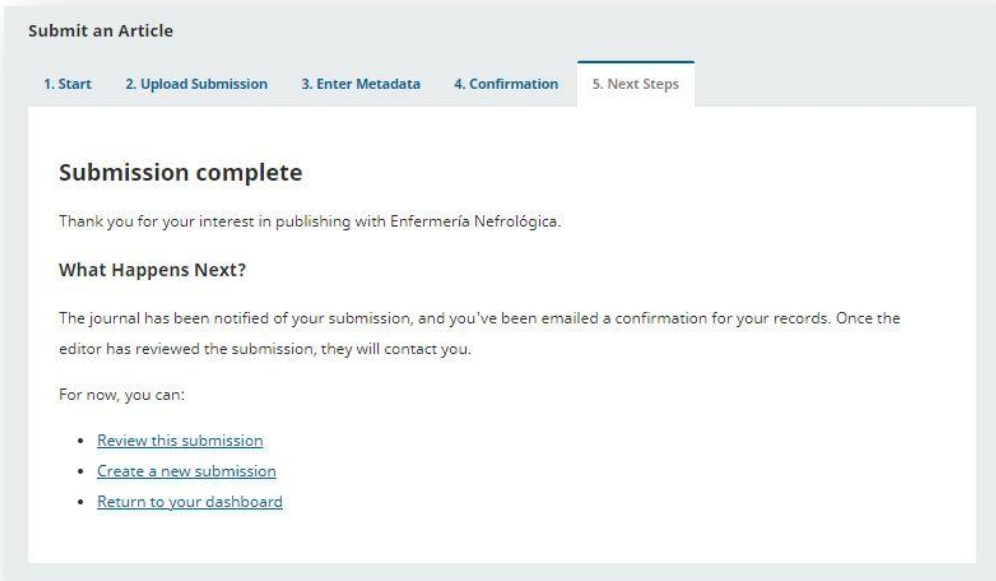 Submit an Article
1. Start 2. Upload Submission 3. Enter Metadata 4. Confirmation 5. Next Steps
Submission complete
Thank you for your interest in publishing with Enfermería Nefrológica.
What Happens Next?
The journal has been notified of your submission, and you've been emailed a confirmation for your records. Once the
editor has reviewed the submission, they will contact you.
For now, you can:
• Review this submission
• Create a new submission
• Return to your dashboard